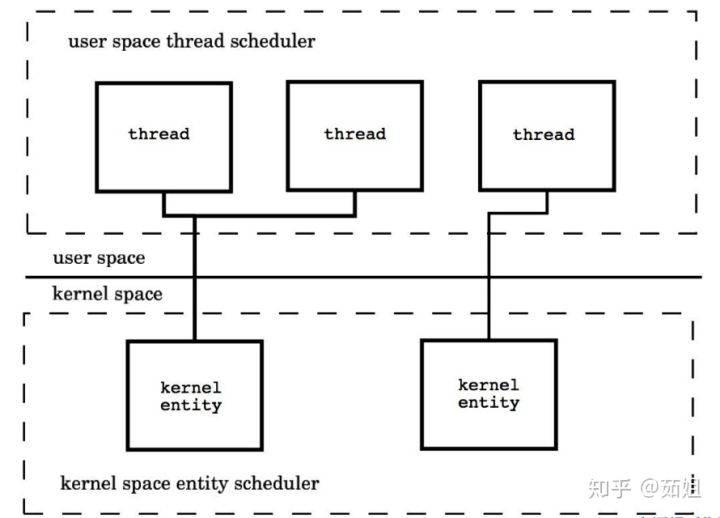 user space thread scheduler
thread
thread
thread
user space
kernel space
kernel
entity
kernel
entity
kernel space entity scheduler
知乎 @茹姐